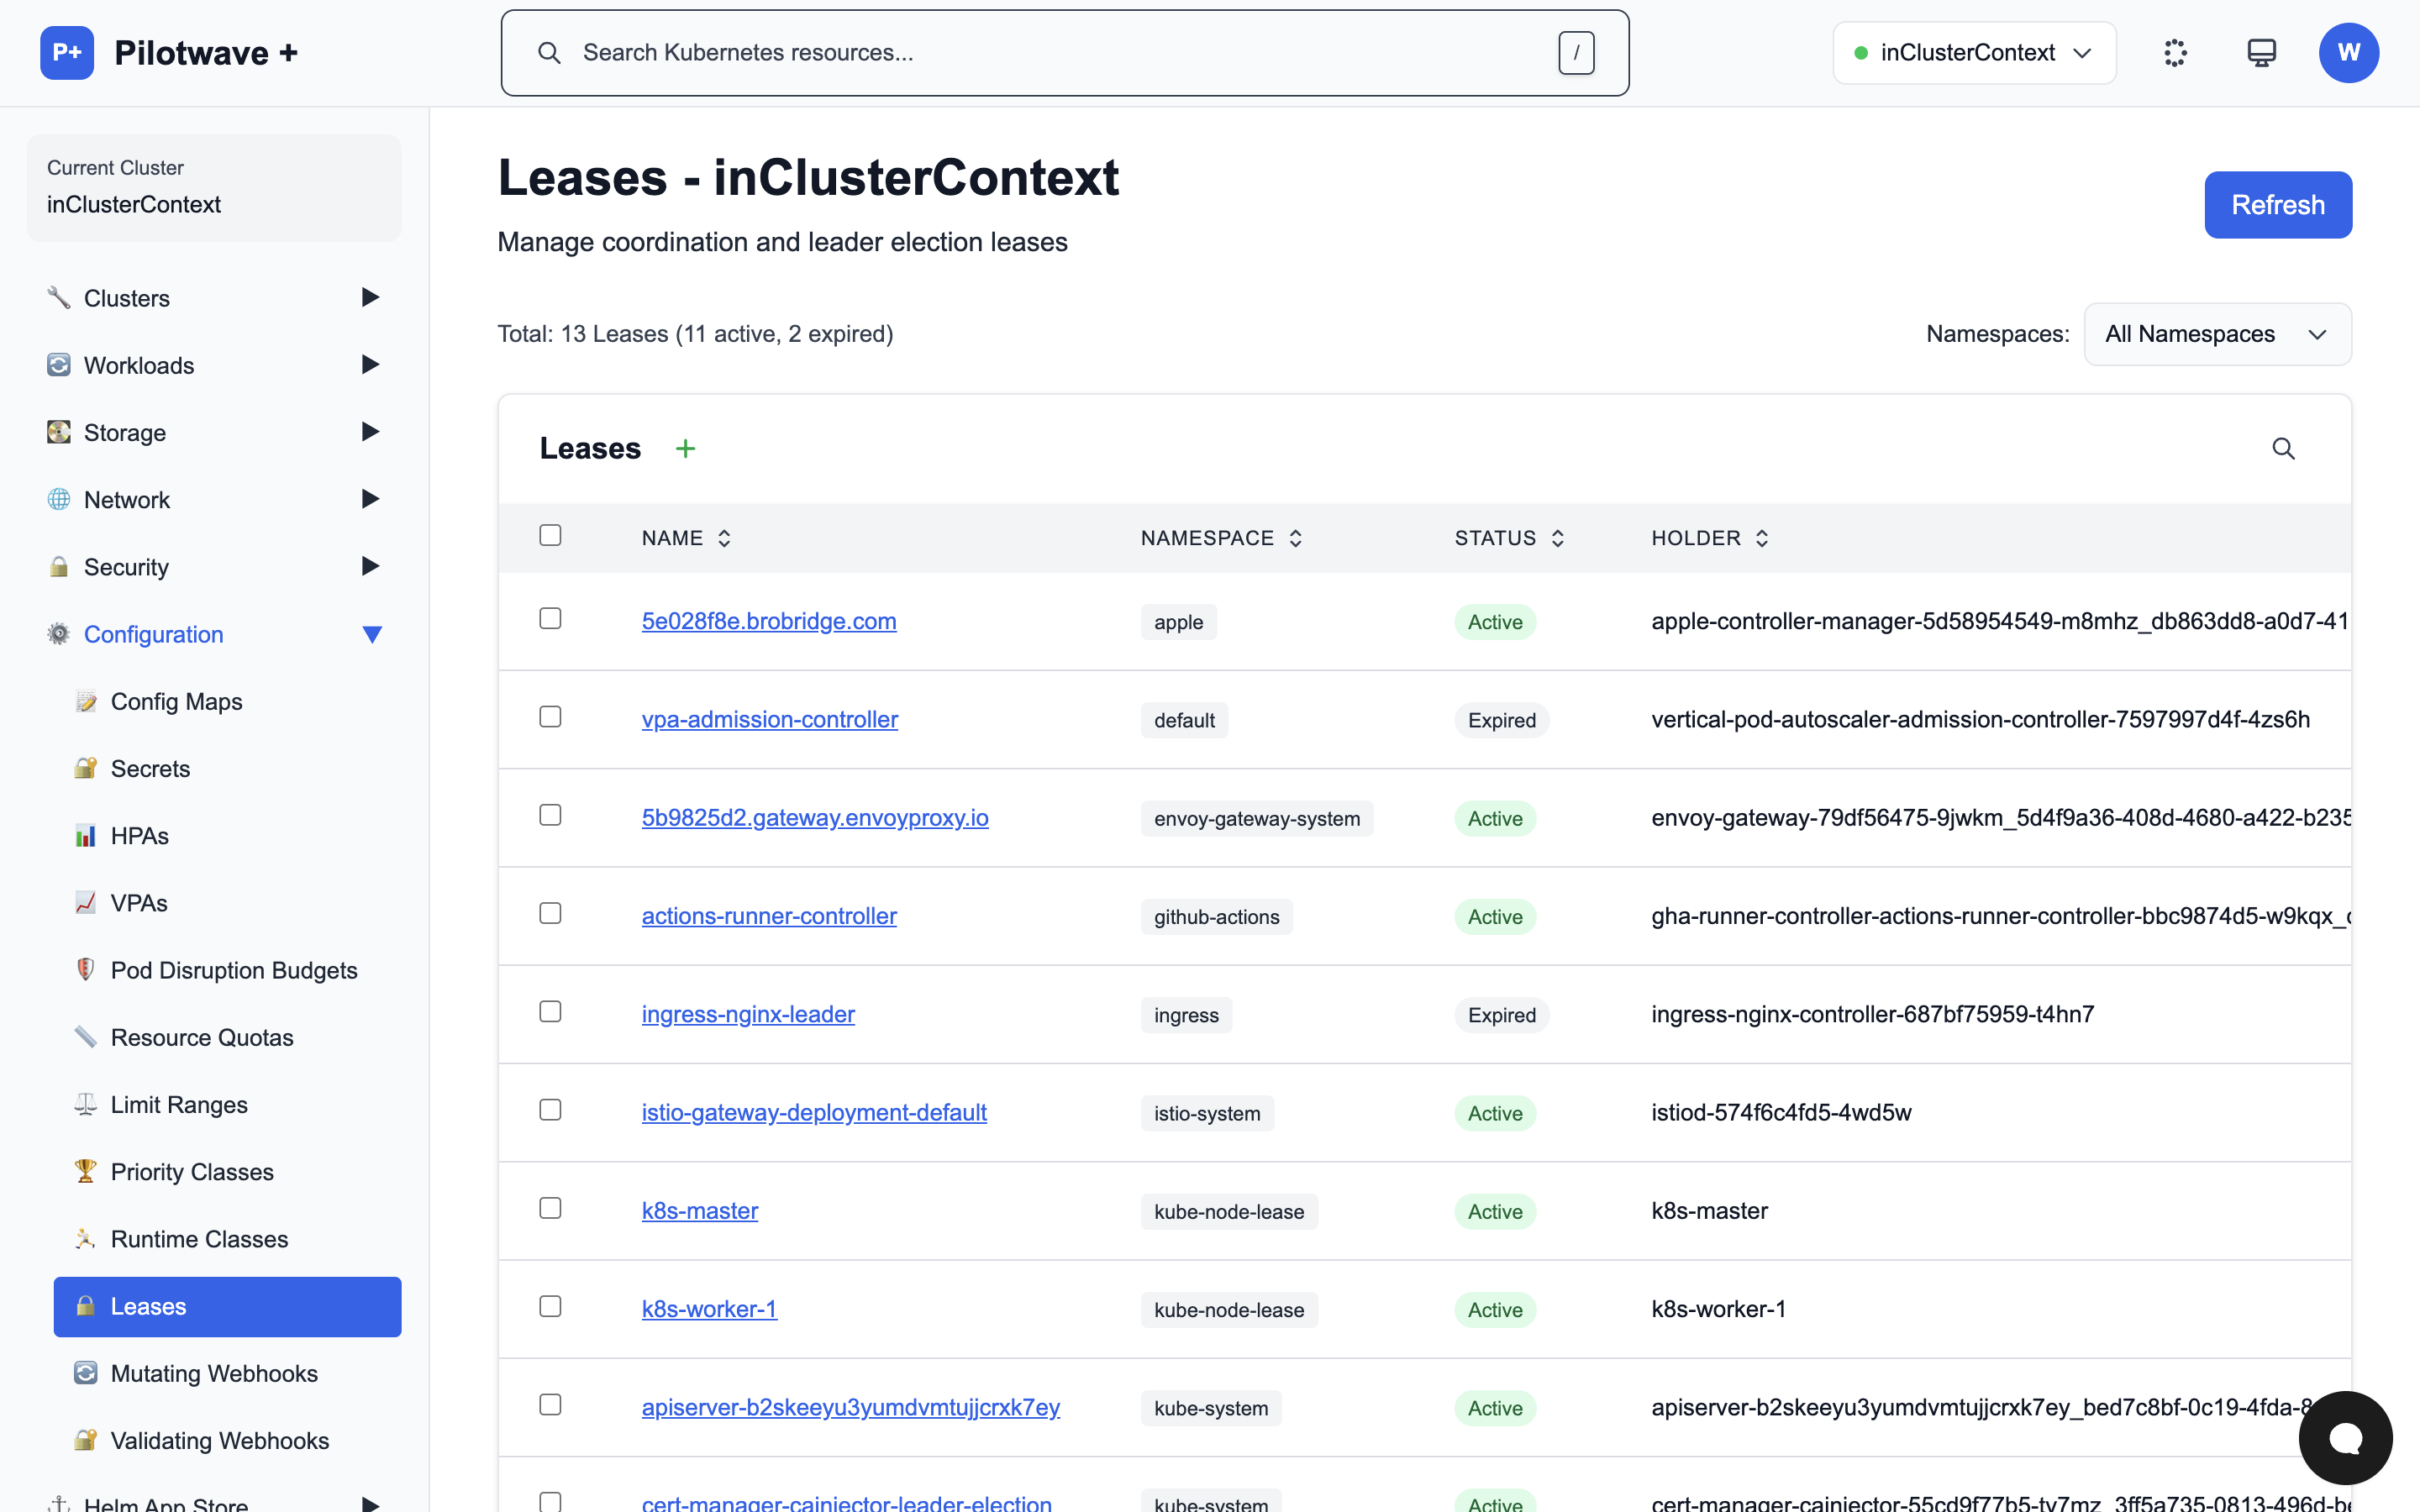 P+ Pilotwave +
Search Kubernetes resources... /
inClusterContext
W
Current Cluster
inClusterContext
Clusters
Workloads
Storage
Network
Security
Configuration
Config Maps
Secrets
HPAs
VPAs
Pod Disruption Budgets
Resource Quotas
Limit Ranges
Priority Classes
Runtime Classes
Leases
Mutating Webhooks
Validating Webhooks
Helm App Store
Leases - inClusterContext
Manage coordination and leader election leases
Refresh
Total: 13 Leases (11 active, 2 expired)
Namespaces: All Namespaces
Leases +
NAME NAMESPACE STATUS HOLDER
5e028f8e.brobridge.com apple Active apple-controller-manager-5d58954549-m8mhz_db863dd8-a0d7-41
vpa-admission-controller default Expired vertical-pod-autoscaler-admission-controller-7597997d4f-4zs6h
5b9825d2.gateway.envoyproxy.io envoy-gateway-system Active envoy-gateway-79df56475-9jwkm_5d4f9a36-408d-4680-a422-b235
actions-runner-controller github-actions Active gha-runner-controller-actions-runner-controller-bbc9874d5-w9kqx_
ingress-nginx-leader ingress Expired ingress-nginx-controller-687bf75959-t4hn7
istio-gateway-deployment-default istio-system Active istiod-574f6c4fd5-4wd5w
k8s-master kube-node-lease Active k8s-master
k8s-worker-1 kube-node-lease Active k8s-worker-1
apiserver-b2skeeyu3yumdvmtujjcrxk7ey kube-system Active apiserver-b2skeeyu3yumdvmtujjcrxk7ey_bed7c8bf-0c19-4fda-8
cert-manager-cainjector-leader-election kube-system Active cert-manager-cainjector-55cd9f77b5-ty7mz_3ff5a735-0813-496d-b